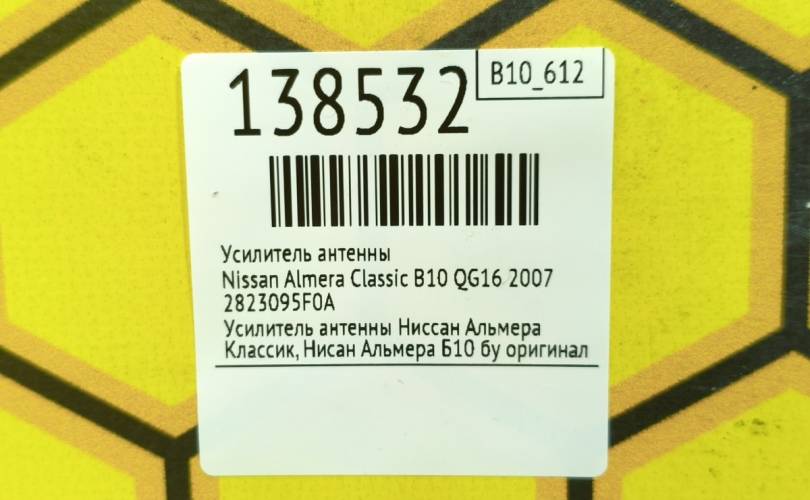 138532
B10_612
Усилитель антенны
Nissan Almera Classic B10 QG16 2007
2823095F0A
Усилитель антенны Ниссан Альмера
Классик, Нисан Альмера Б10 бу оригинал